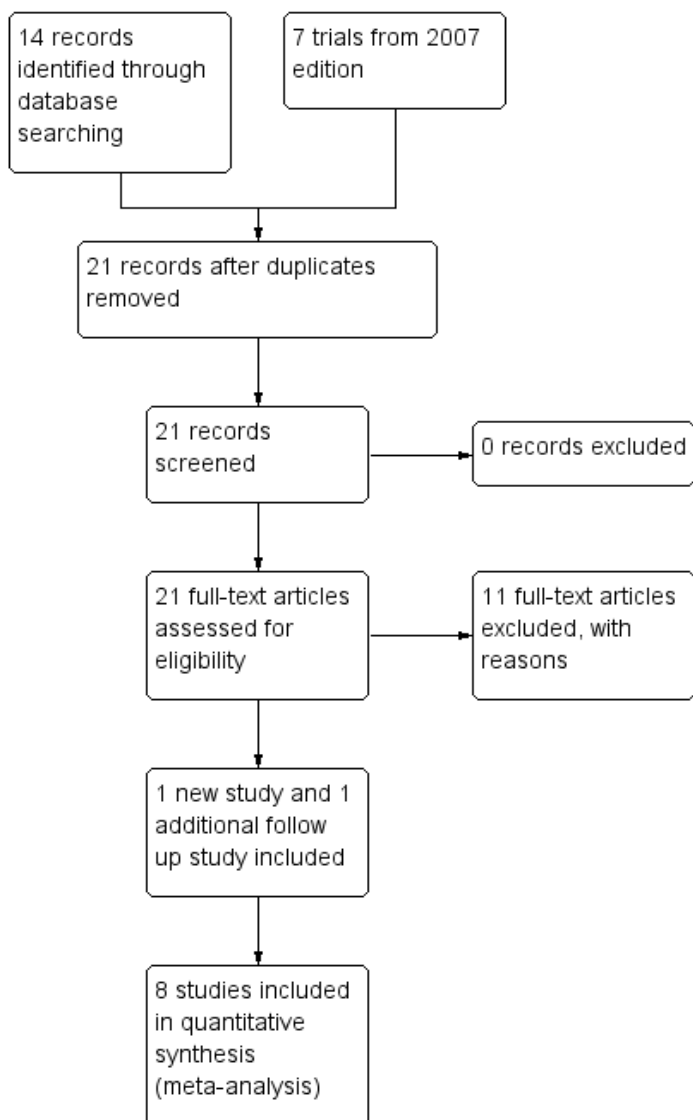 14 records
identified through
database
searching
7 trials from 2007
edition
21 records after duplicates
removed
21 records
screened
0 records excluded
21 full-text articles
assessed for
eligibility
11 full-text articles
excluded, with
reasons
1 new study and 1
additional follow
up study included
8 studies included
in quantitative
synthesis
(meta-analysis)